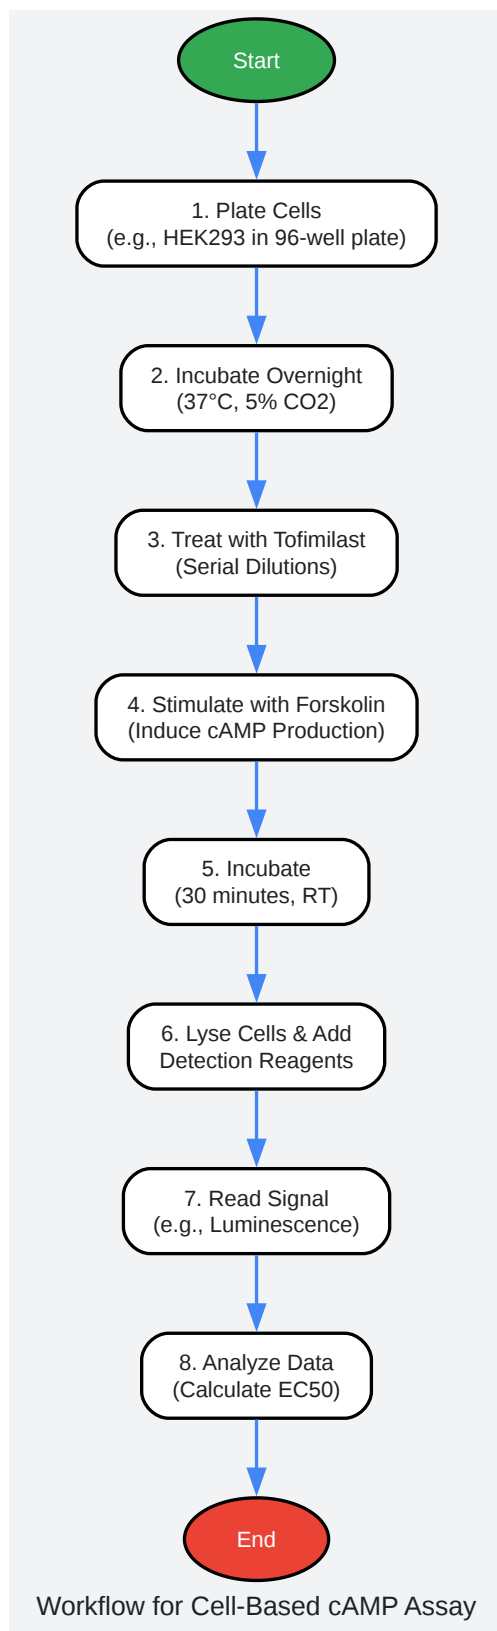 Start
1. Plate Cells
(e.g., HEK293 in 96-well plate)
2. Incubate Overnight
(37°C, 5% CO2)
3. Treat with Tofimilast
(Serial Dilutions)
4. Stimulate with Forskolin
(Induce cAMP Production)
5. Incubate
(30 minutes, RT)
6. Lyse Cells & Add
Detection Reagents
7. Read Signal
(e.g., Luminescence)
8. Analyze Data
(Calculate EC50)
End
Workflow for Cell-Based cAMP Assay